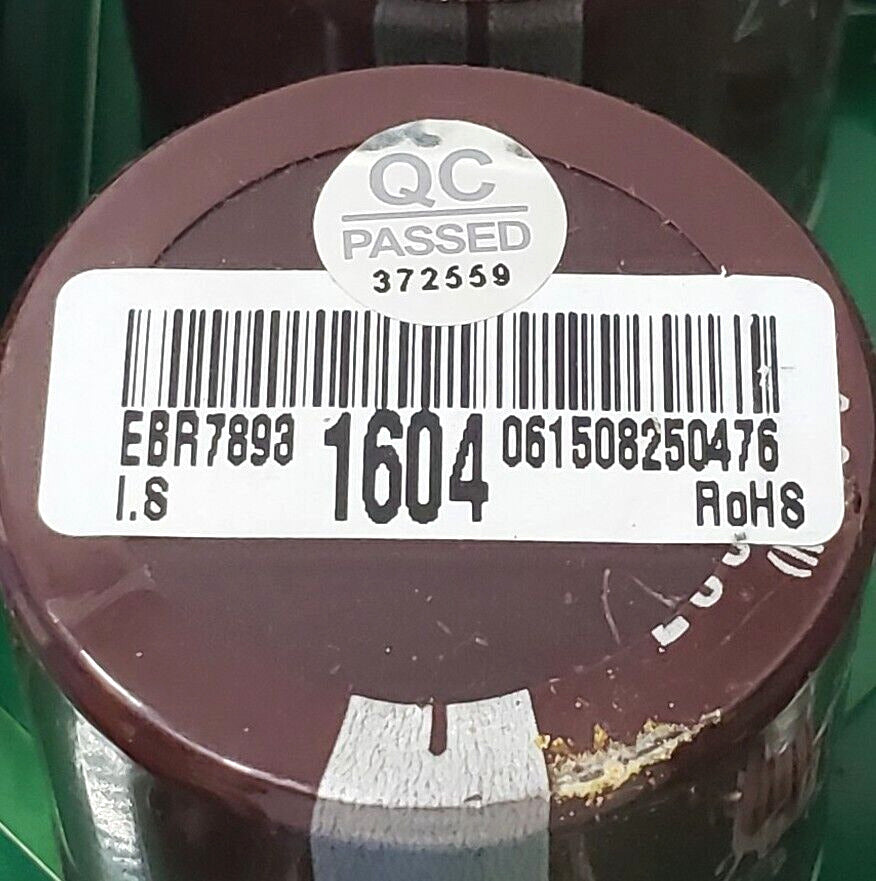 QC
PASSED
372559
EBR7893 1604 061508250476
I.S RoHS